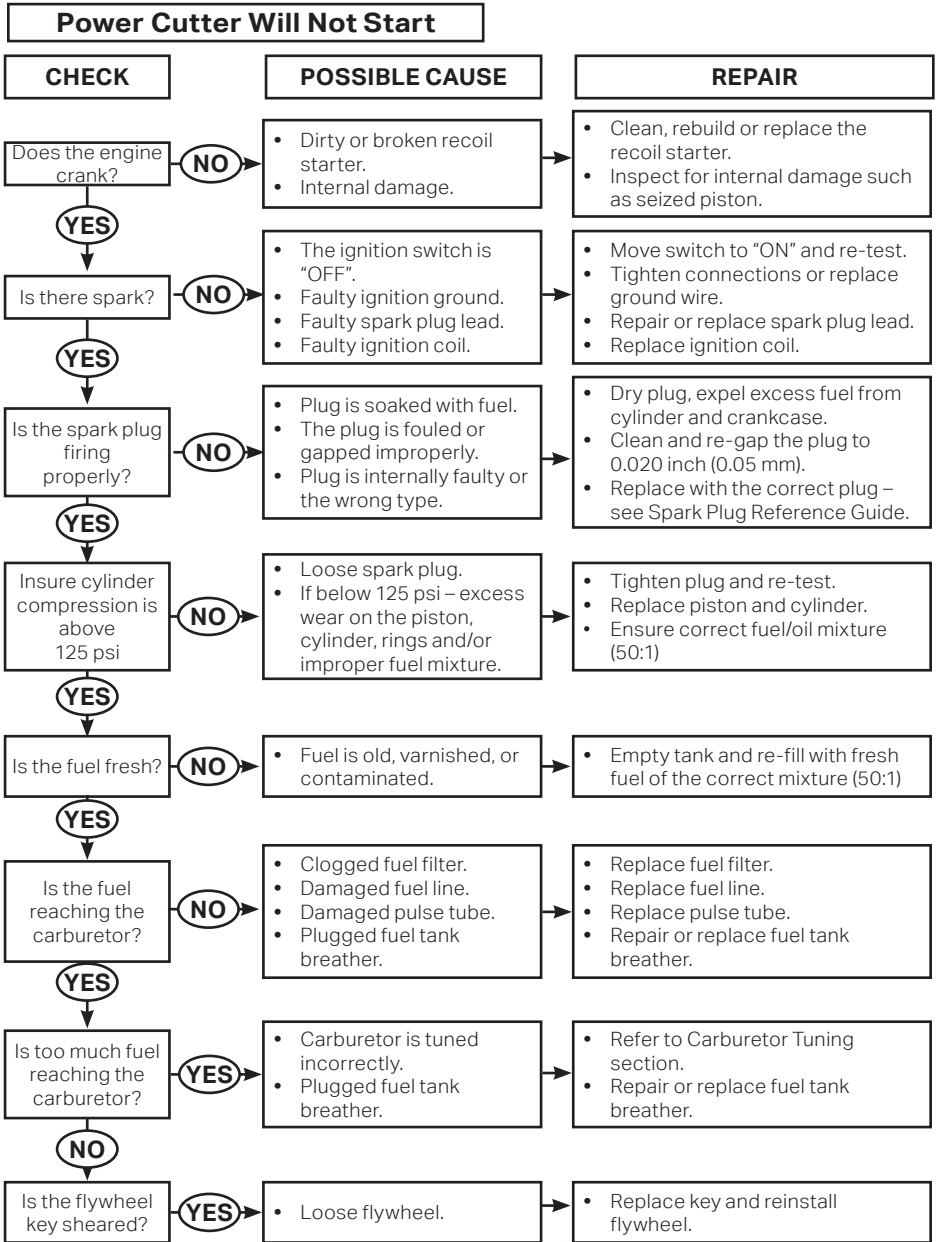 Power Cutter Will Not Start
CHECK
POSSIBLE CAUSE
REPAIR
Does the engine
crank?
NO
• Dirty or broken recoil
starter.
• Internal damage.
• Clean, rebuild or replace the
recoil starter.
• Inspect for internal damage such
as seized piston.
YES
Is there spark?
NO
• The ignition switch is
“OFF”.
• Faulty ignition ground.
• Faulty spark plug lead.
• Faulty ignition coil.
• Move switch to “ON” and re-test.
• Tighten connections or replace
ground wire.
• Repair or replace spark plug lead.
• Replace ignition coil.
YES
Is the spark plug
firing
properly?
NO
• Plug is soaked with fuel.
• The plug is fouled or
gapped improperly.
• Plug is internally faulty or
the wrong type.
• Dry plug, expel excess fuel from
cylinder and crankcase.
• Clean and re-gap the plug to
0.020 inch (0.05 mm).
• Replace with the correct plug –
see Spark Plug Reference Guide.
YES
Insure cylinder
compression is
above
125 psi
NO
• Loose spark plug.
• If below 125 psi – excess
wear on the piston,
cylinder, rings and/or
improper fuel mixture.
• Tighten plug and re-test.
• Replace piston and cylinder.
• Ensure correct fuel/oil mixture
(50:1)
YES
Is the fuel fresh?
NO
• Fuel is old, varnished, or
contaminated.
• Empty tank and re-fill with fresh
fuel of the correct mixture (50:1)
YES
Is the fuel
reaching the
carburetor?
NO
• Clogged fuel filter.
• Damaged fuel line.
• Damaged pulse tube.
• Plugged fuel tank
breather.
• Replace fuel filter.
• Replace fuel line.
• Replace pulse tube.
• Repair or replace fuel tank
breather.
YES
Is too much fuel
reaching the
carburetor?
YES
• Carburetor is tuned
incorrectly.
• Plugged fuel tank
breather.
• Refer to Carburetor Tuning
section.
• Repair or replace fuel tank
breather.
NO
Is the flywheel
key sheared?
YES
• Loose flywheel.
• Replace key and reinstall
flywheel.